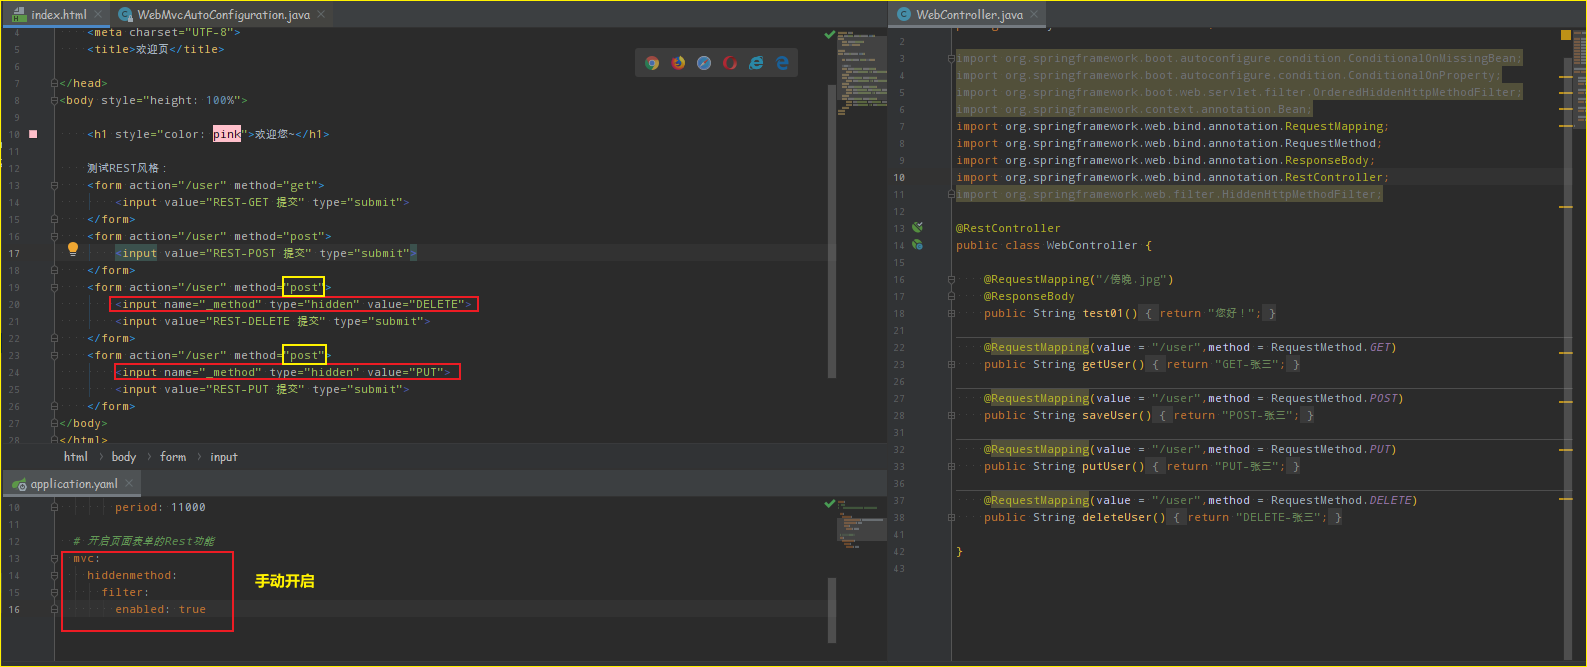 index.html
WebMvcAutoConfiguration.java
4 <meta charset="UTF-8">
5 <title>欢迎页</title>
6
7 </head>
8 <body style="height: 100%">
9
10 <h1 style="color: pink">欢迎您~</h1>
11
12 测试REST风格：
13 <form action="/user" method="get">
14 <input value="REST-GET 提交" type="submit">
15 </form>
16 <form action="/user" method="post">
17 <input value="REST-POST 提交" type="submit">
18 </form>
19 <form action="/user" method="post">
20 <input name="_method" type="hidden" value="DELETE">
21 <input value="REST-DELETE 提交" type="submit">
22 </form>
23 <form action="/user" method="post">
24 <input name="_method" type="hidden" value="PUT">
25 <input value="REST-PUT 提交" type="submit">
26 </form>
27 </body>
28 </html>
html › body › form › input
application.yaml
10 period: 11000
11
12 # 开启页面表单的Rest功能
13 mvc:
14 hiddenmethod:
15 filter:
16 enabled: true
手动开启
WebController.java
2
3 import org.springframework.boot.autoconfigure.condition.ConditionalOnMissingBean;
4 import org.springframework.boot.autoconfigure.condition.ConditionalOnProperty;
5 import org.springframework.boot.web.servlet.filter.OrderedHiddenHttpMethodFilter;
6 import org.springframework.context.annotation.Bean;
7 import org.springframework.web.bind.annotation.RequestMapping;
8 import org.springframework.web.bind.annotation.RequestMethod;
9 import org.springframework.web.bind.annotation.ResponseBody;
10 import org.springframework.web.bind.annotation.RestController;
11 import org.springframework.web.filter.HiddenHttpMethodFilter;
12
13 @RestController
14 public class WebController {
15
16 @RequestMapping("/傍晚.jpg")
17 @ResponseBody
18 public String test01() { return "您好！"; }
21
22 @RequestMapping(value = "/user",method = RequestMethod.GET)
23 public String getUser() { return "GET-张三"; }
26
27 @RequestMapping(value = "/user",method = RequestMethod.POST)
28 public String saveUser() { return "POST-张三"; }
31
32 @RequestMapping(value = "/user",method = RequestMethod.PUT)
33 public String putUser() { return "PUT-张三"; }
36
37 @RequestMapping(value = "/user",method = RequestMethod.DELETE)
38 public String deleteUser() { return "DELETE-张三"; }
41
42 }
43